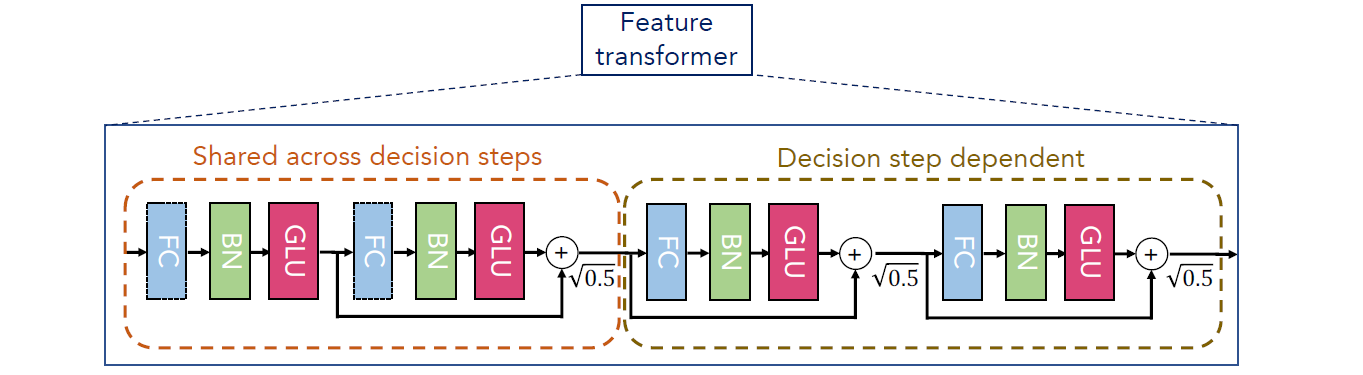 Feature
transformer
Shared across decision steps
Decision step dependent
FC
BN
GLU
FC
BN
GLU
+
√0.5
FC
BN
GLU
+
√0.5
FC
BN
GLU
+
√0.5